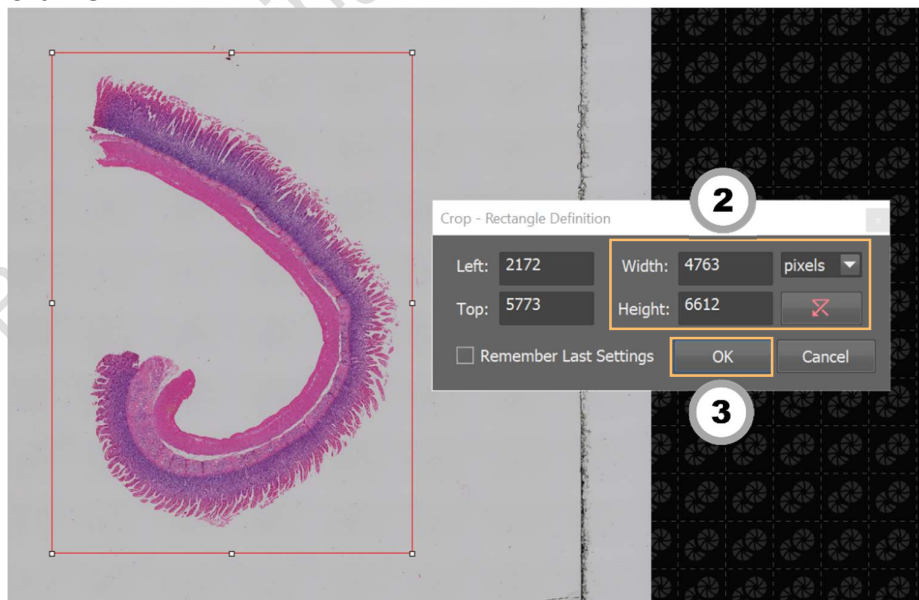 2
Crop - Rectangle Definition
Left: 2172 Width: 4763 pixels
Top: 5773 Height: 6612
Remember Last Settings OK Cancel
3